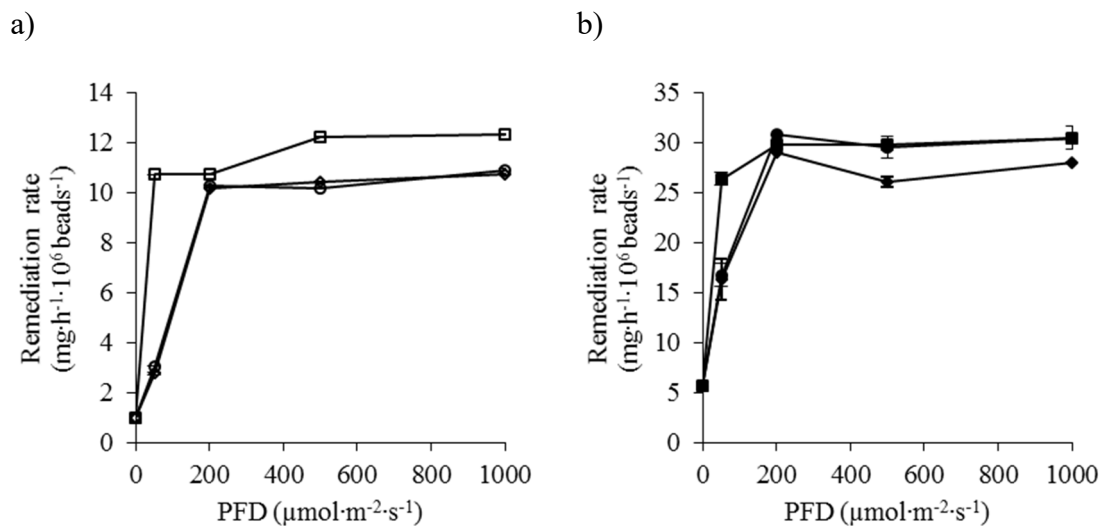 a)
Remediation rate
(mg·h⁻¹·10⁶ beads⁻¹)
14
12
10
8
6
4
2
0
0 200 400 600 800 1000
PFD (µmol·m⁻²·s⁻¹)
b)
Remediation rate
(mg·h⁻¹·10⁶ beads⁻¹)
35
30
25
20
15
10
5
0
0 200 400 600 800 1000
PFD (µmol·m⁻²·s⁻¹)